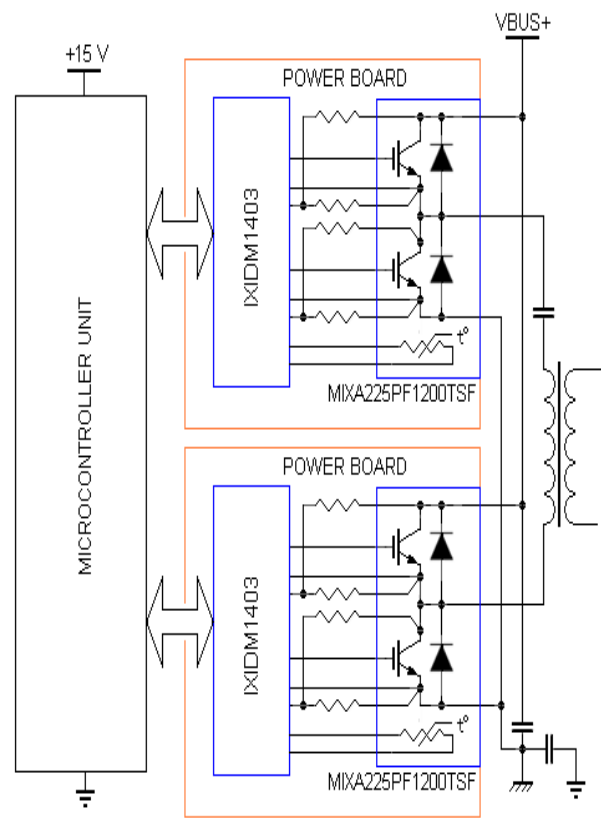 VBUS+
+15 V
POWER BOARD
MICROCONTROLLER UNIT
IXIDM1403
t°
MIXA225PF1200TSF
POWER BOARD
IXIDM1403
t°
MIXA225PF1200TSF